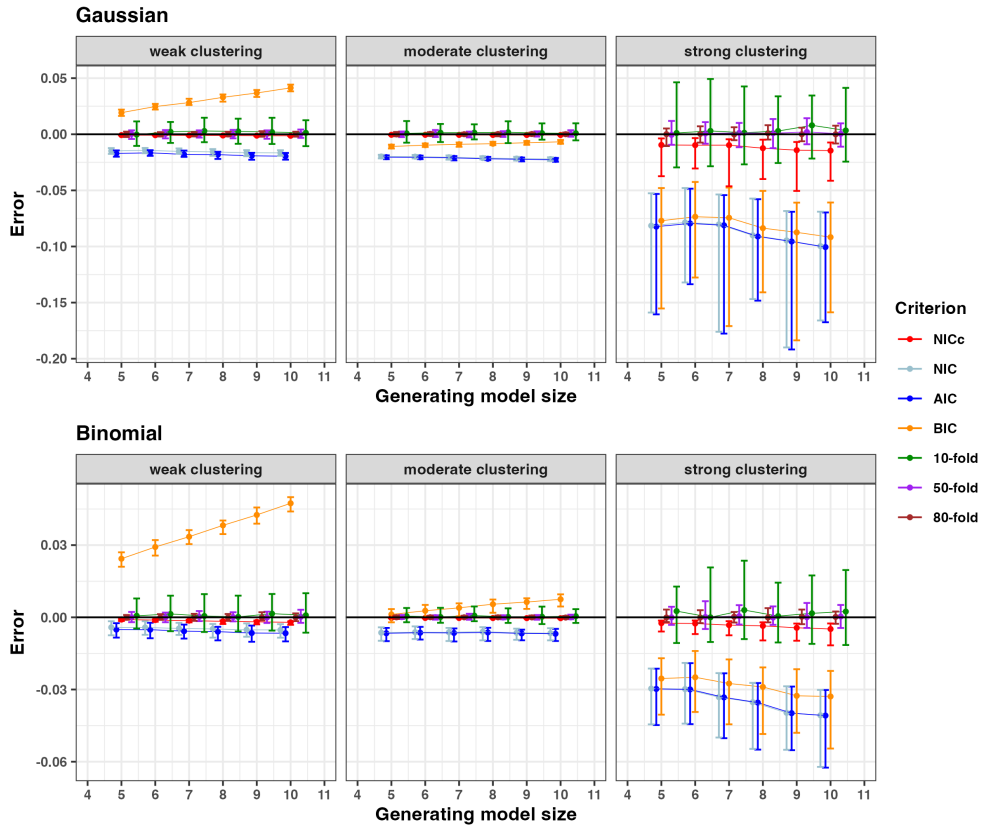 Gaussian
weak clustering
moderate clustering
strong clustering
0.05
0.00
-0.05
-0.10
-0.15
-0.20
Error
4 5 6 7 8 9 10 11
4 5 6 7 8 9 10 11
4 5 6 7 8 9 10 11
Generating model size
Binomial
weak clustering
moderate clustering
strong clustering
0.03
0.00
-0.03
-0.06
Error
4 5 6 7 8 9 10 11
4 5 6 7 8 9 10 11
4 5 6 7 8 9 10 11
Generating model size
Criterion
NICc
NIC
AIC
BIC
10-fold
50-fold
80-fold